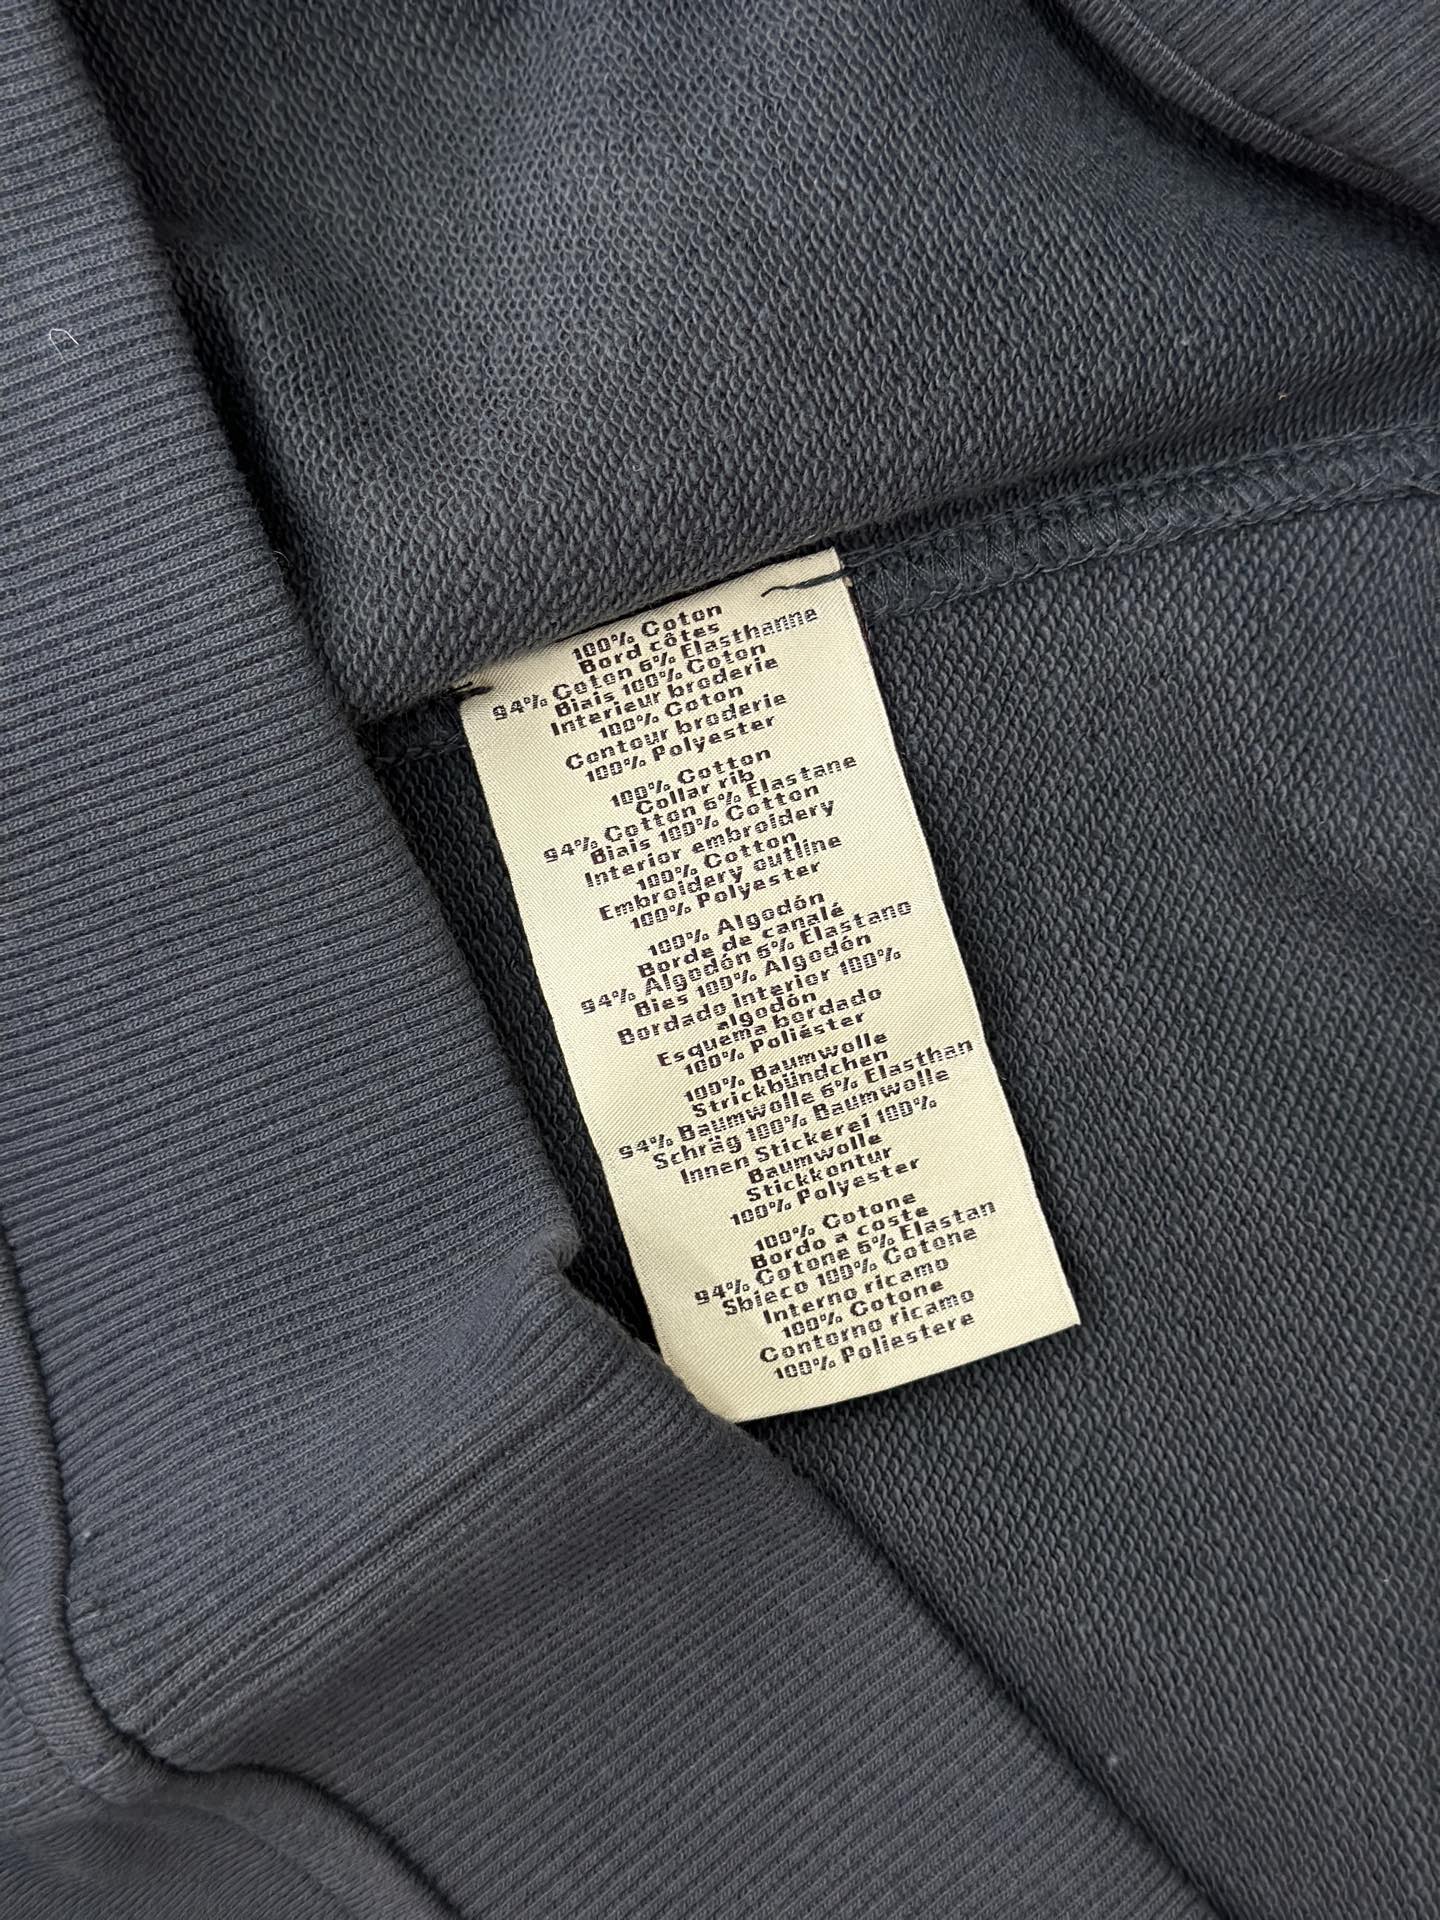 100% Coton
Bord côtes
94% Coton 6% Elasthanne
Biais 100% Coton
Interieur broderie
100% Coton
Contour broderie
100% Polyester
100% Cotton
Collar rib
94% Cotton 6% Elastane
Biais 100% Cotton
Interior embroidery
100% Cotton
Embroidery outline
100% Polyester
100% Algodón
Borde de canalé
94% Algodón 6% Elastano
Bies 100% Algodón
Bordado interior 100%
algodón
Esquema bordado
100% Poliéster
100% Baumwolle
Strickbündchen
94% Baumwolle 6% Elasthan
Schräg 100% Baumwolle
Innen Stickerei 100%
Baumwolle
Stickkontur
100% Polyester
100% Cotone
Bordo a coste
94% Cotone 6% Elastan
Sbieco 100% Cotone
Interno ricamo
100% Cotone
Contorno ricamo
100% Poliestere